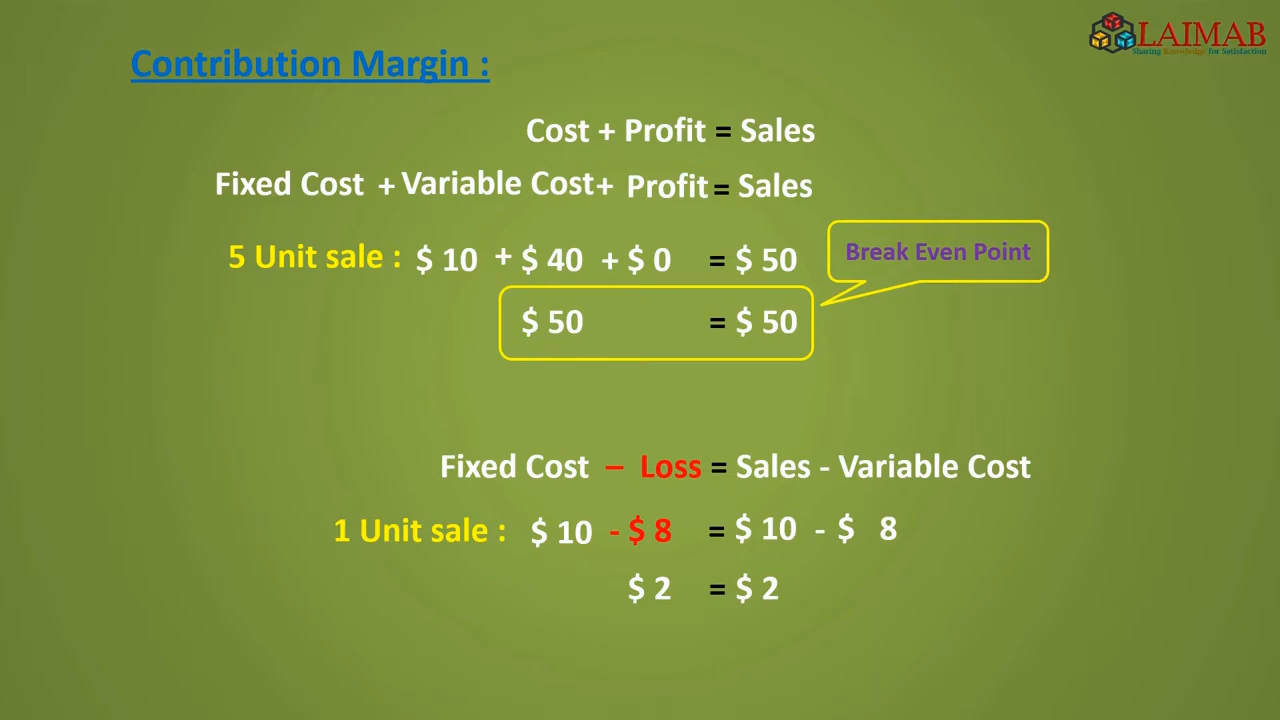 LAIMAB
Sharing Knowledge for Satisfaction
Contribution Margin :
Cost + Profit = Sales
Fixed Cost + Variable Cost + Profit = Sales
5 Unit sale : $ 10 + $ 40 + $ 0 = $ 50
Break Even Point
$ 50 = $ 50
Fixed Cost – Loss = Sales - Variable Cost
1 Unit sale : $ 10 - $ 8 = $ 10 - $ 8
$ 2 = $ 2